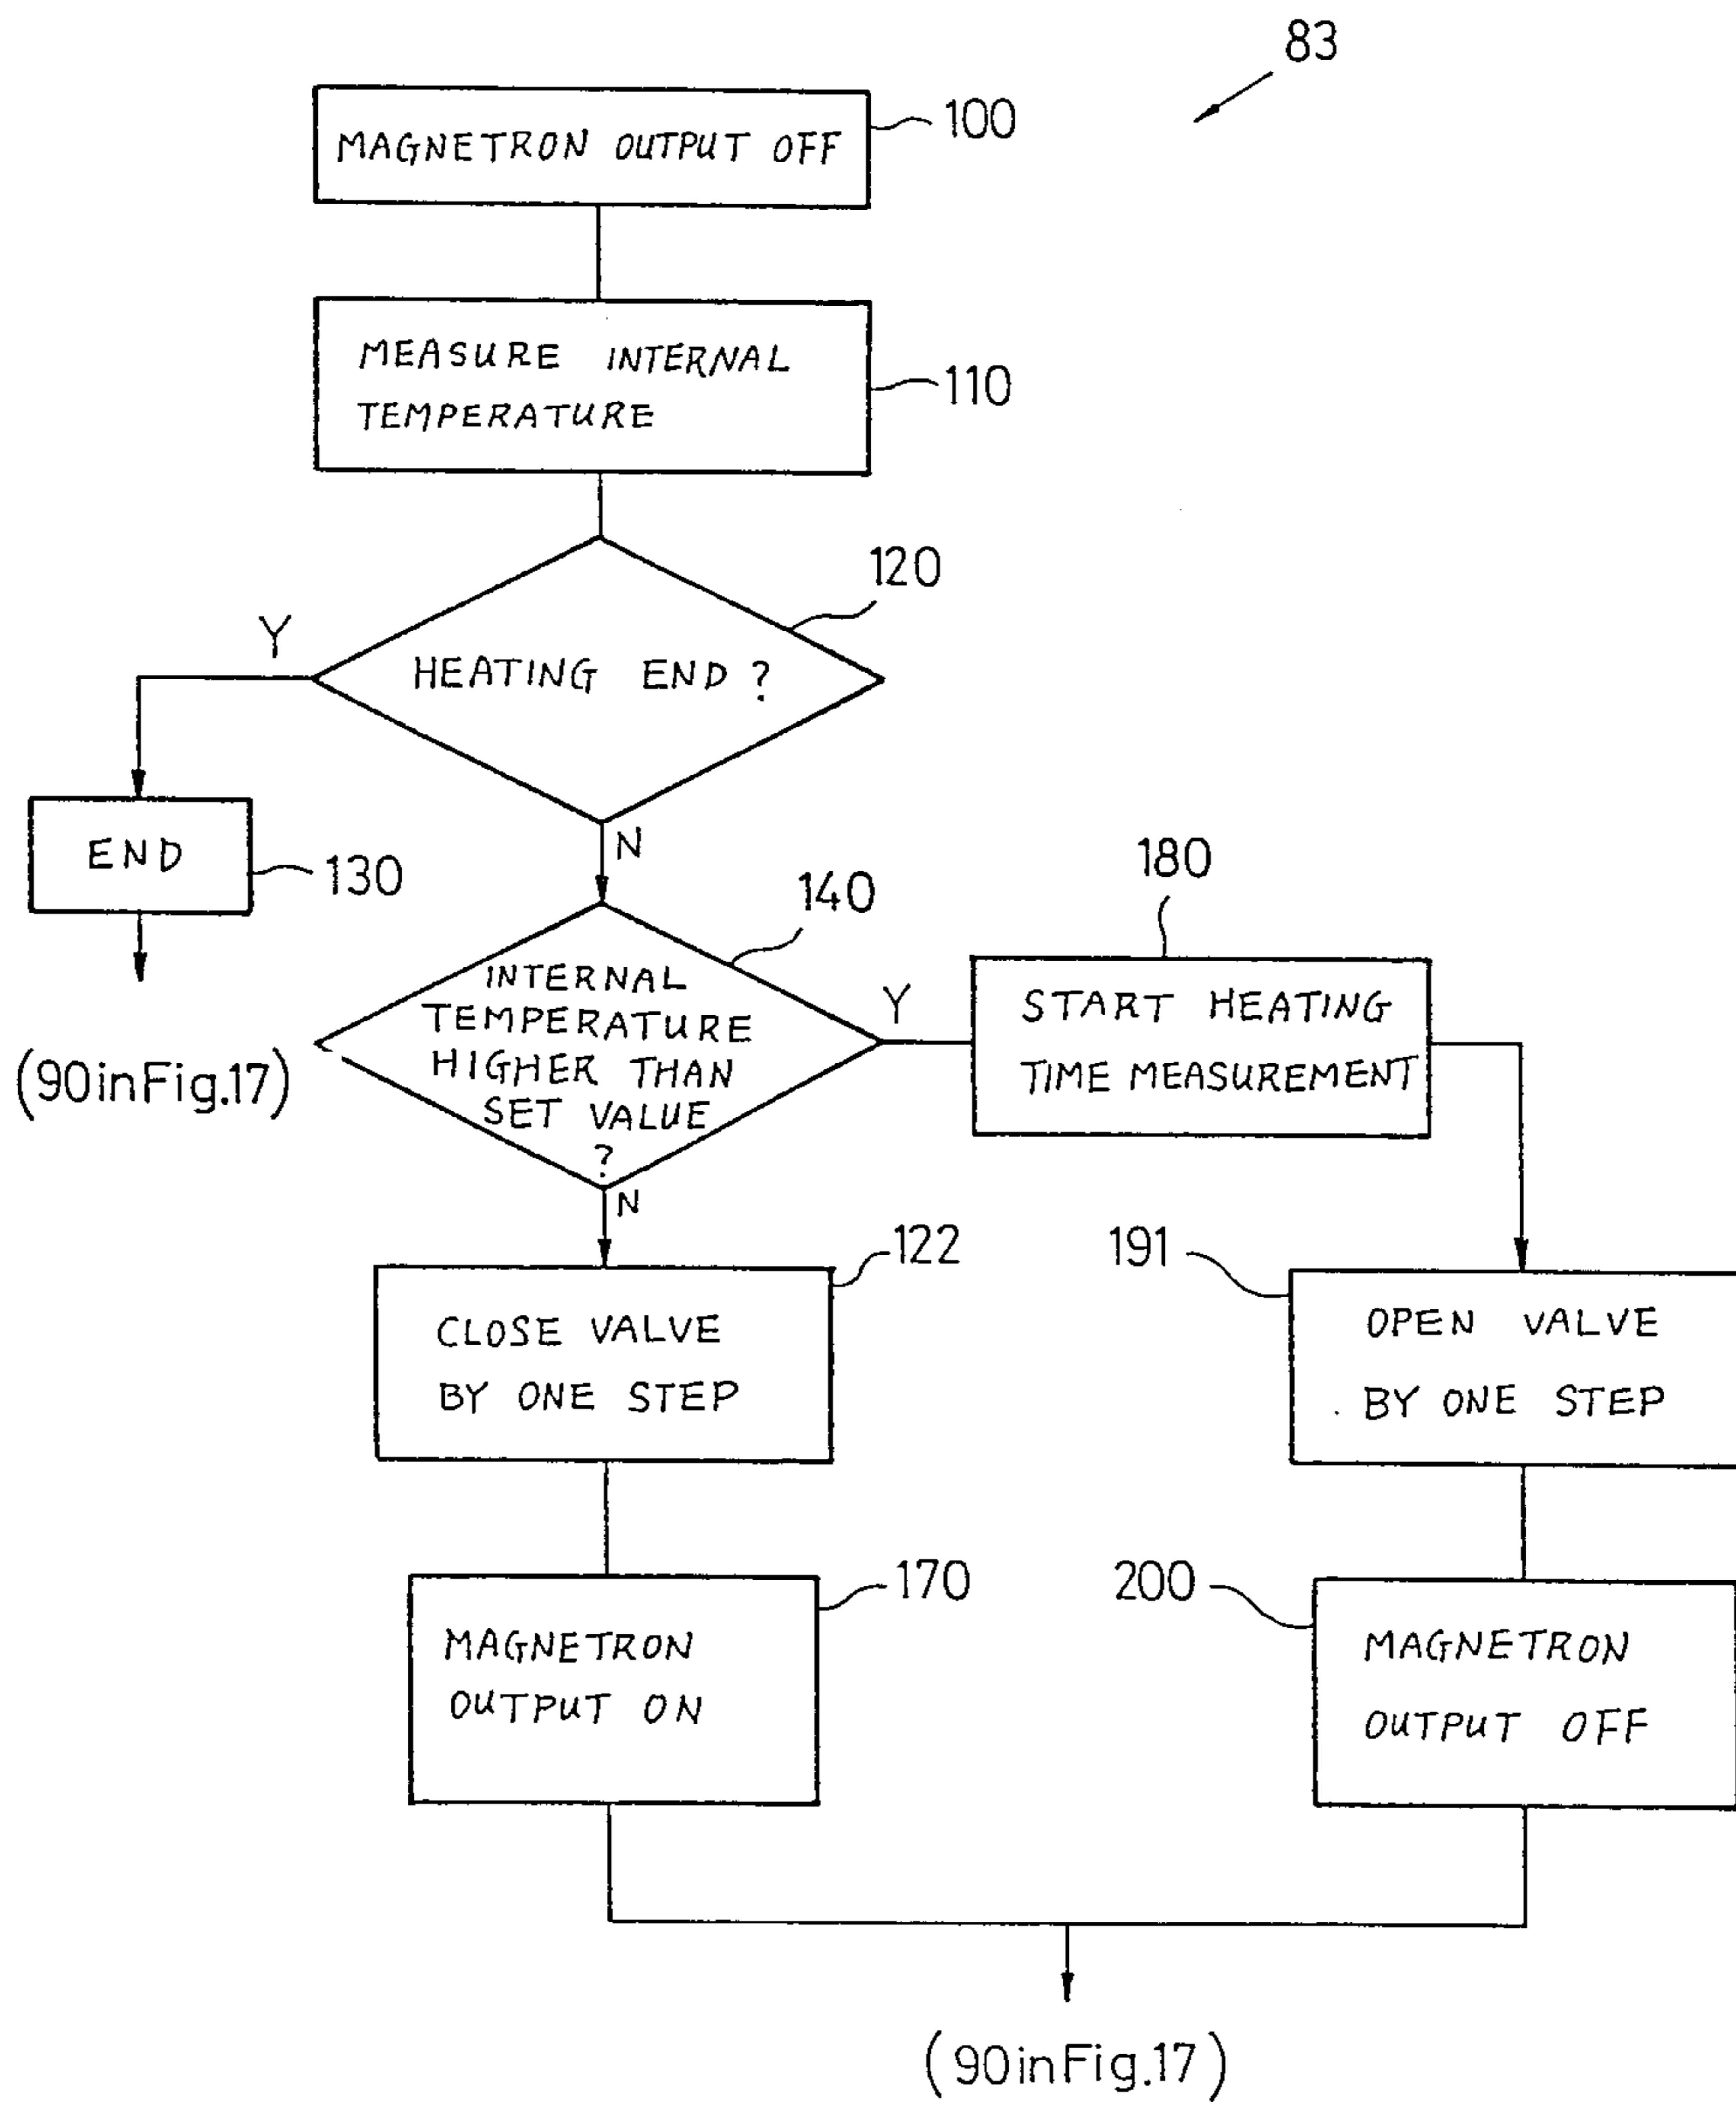 83
MAGNETRON OUTPUT OFF
100
MEASURE INTERNAL
TEMPERATURE
110
120
Y
HEATING END ?
N
END
130
(90inFig.17)
140
INTERNAL
TEMPERATURE
HIGHER THAN
SET VALUE
?
Y
N
180
START HEATING
TIME MEASUREMENT
122
CLOSE VALVE
BY ONE STEP
191
OPEN VALVE
BY ONE STEP
170
MAGNETRON
OUTPUT ON
200
MAGNETRON
OUTPUT OFF
(90inFig.17)